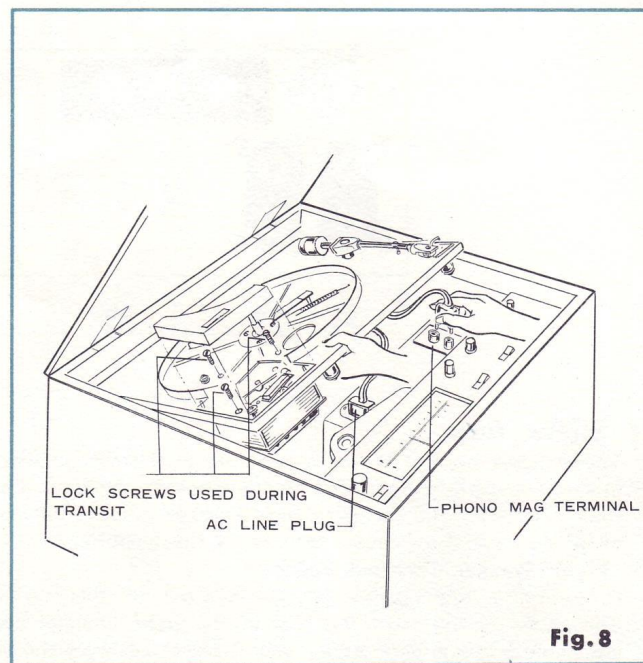 LOCK SCREWS USED DURING
TRANSIT
AC LINE PLUG
PHONO MAG TERMINAL
Fig. 8